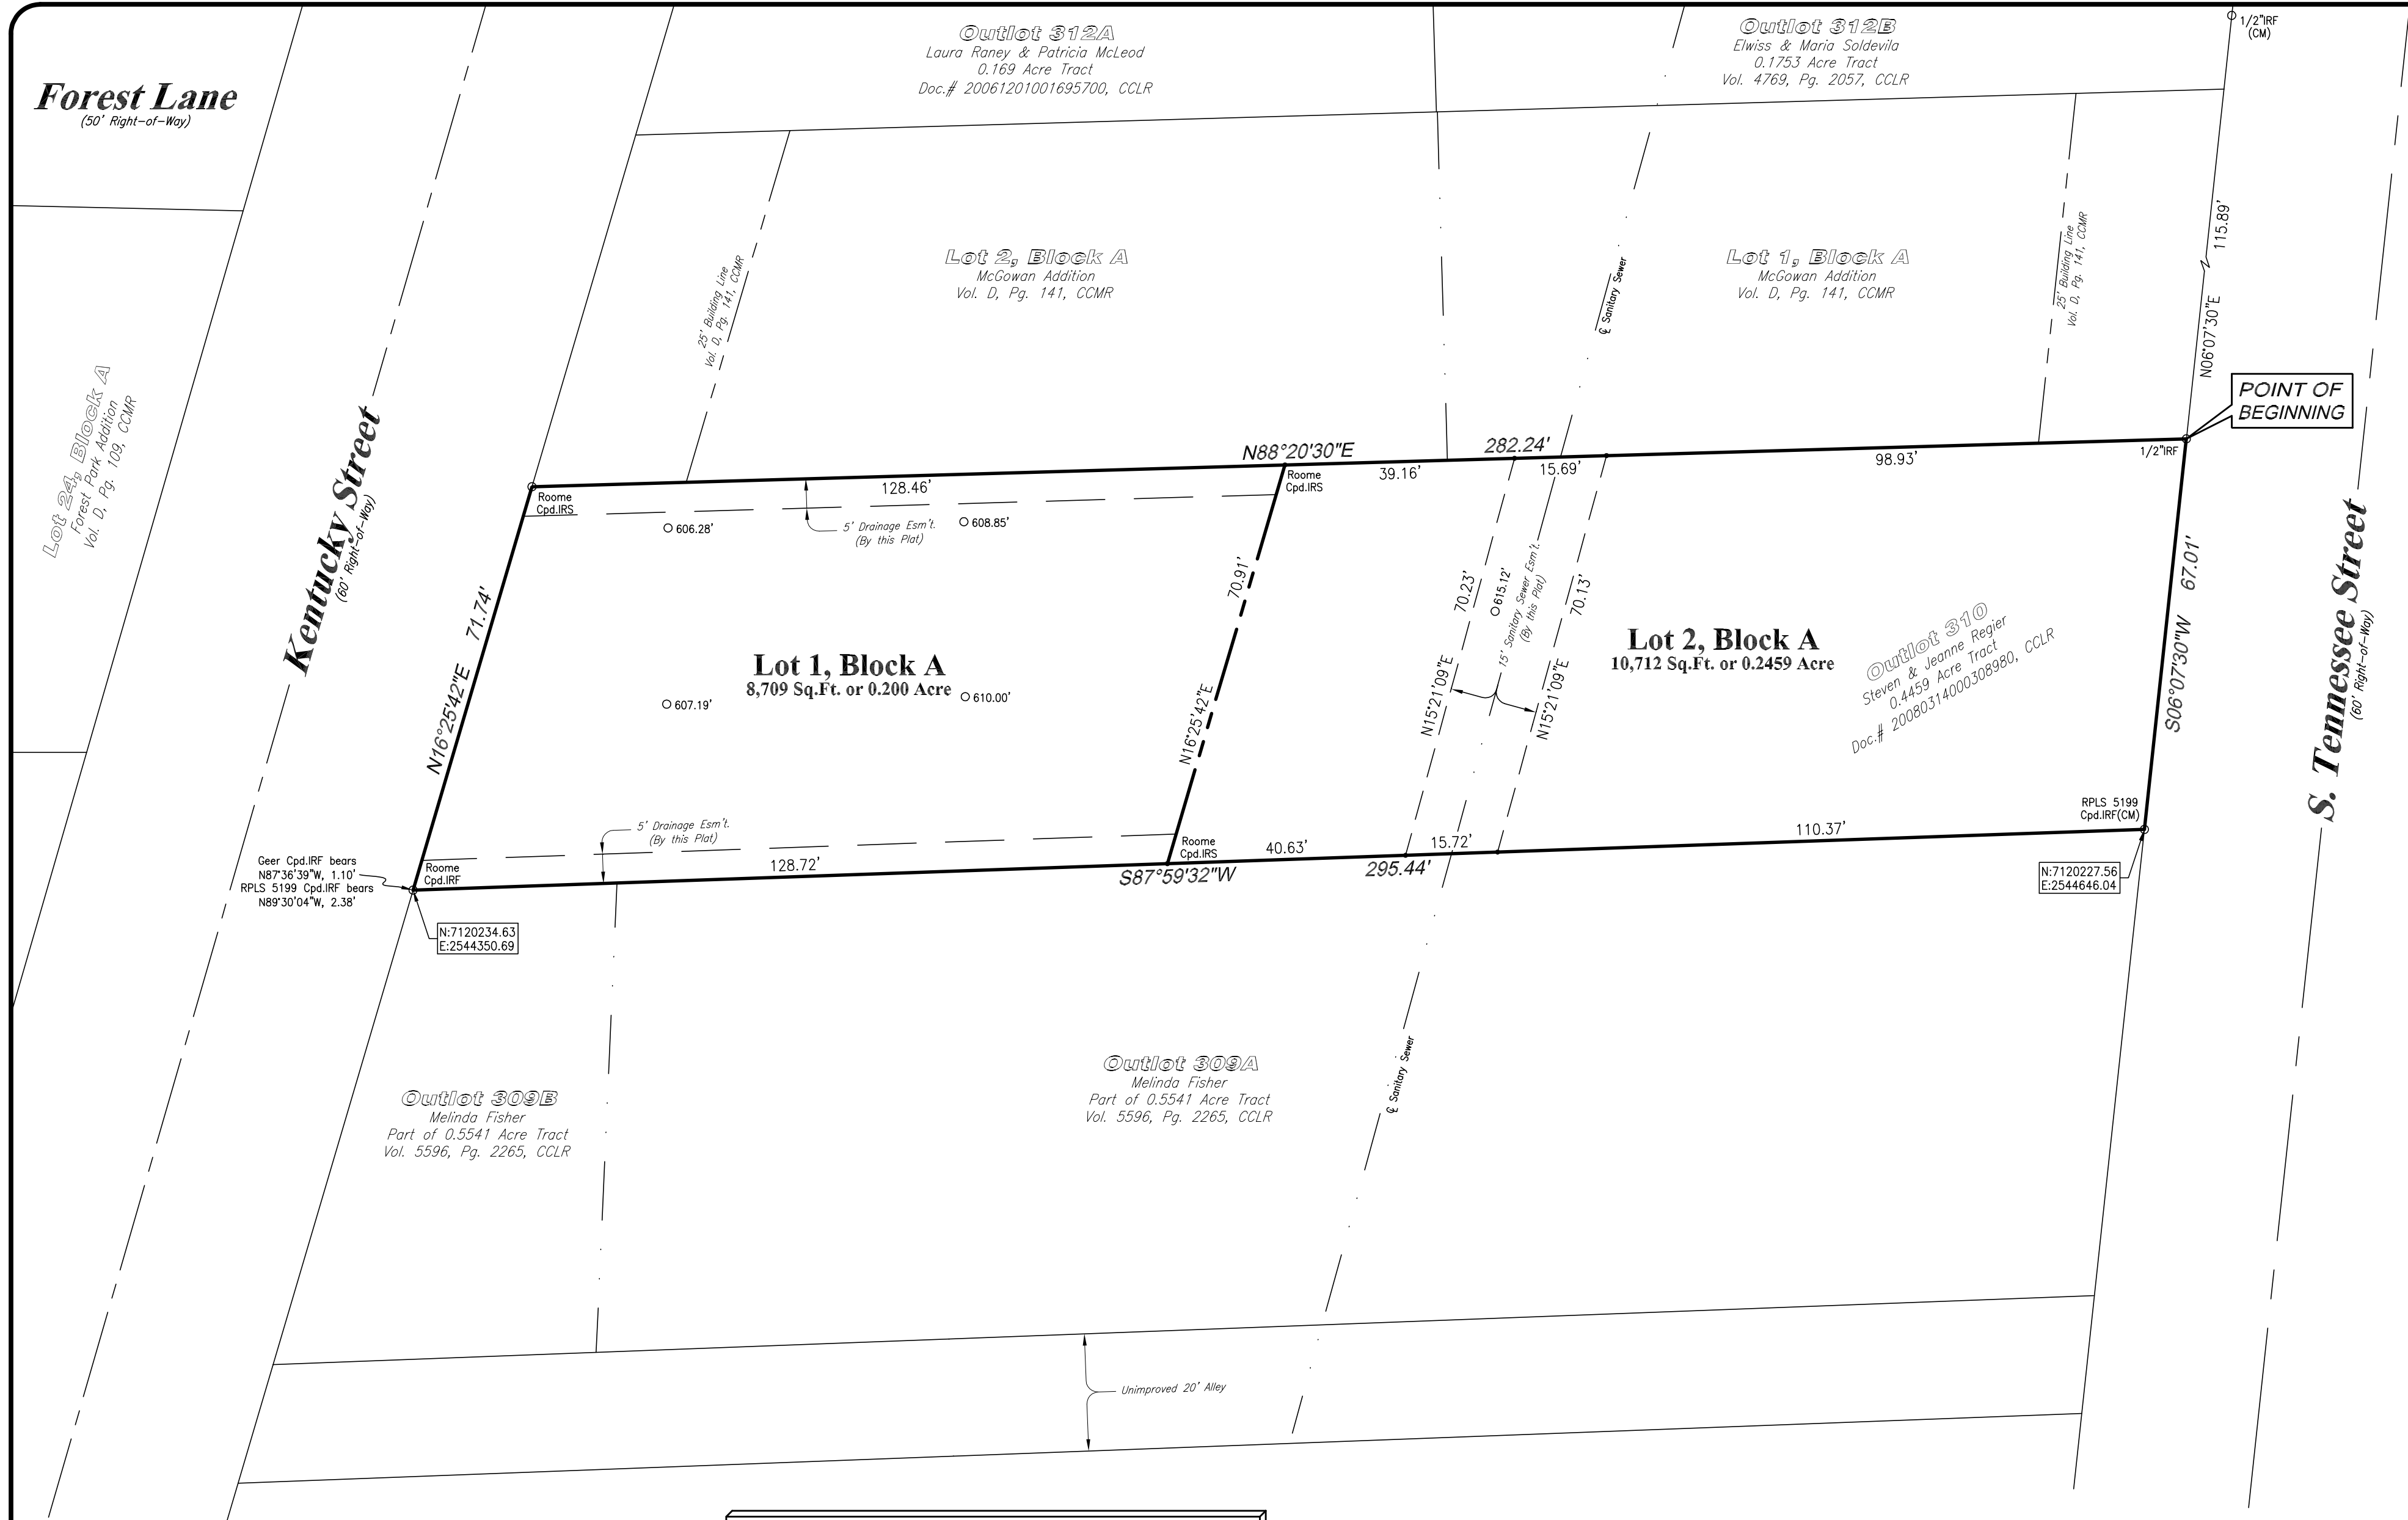 Forest Lane
(50' Right-of-Way)
Outlot 312A
Laura Raney & Patricia McLeod
0.169 Acre Tract
Doc.# 20061201001695700, CCLR
Outlot 312B
Elwiss & Maria Soldevila
0.1753 Acre Tract
Vol. 4769, Pg. 2057, CCLR
1/2"IRF
(CM)
Lot 24, Block A
Forest Park Addition
Vol. D, Pg. 109, CCMR
Kentucky Street
(60' Right-of-Way)
25' Building Line
Vol. D, Pg. 141, CCMR
Lot 2, Block A
McGowan Addition
Vol. D, Pg. 141, CCMR
℄ Sanitary Sewer
Lot 1, Block A
McGowan Addition
Vol. D, Pg. 141, CCMR
25' Building Line
Vol. D, Pg. 141, CCMR
N06°07'30"E
115.89'
POINT OF
BEGINNING
1/2"IRF
N88°20'30"E
282.24'
128.46'
39.16'
15.69'
98.93'
Roome
Cpd.IRS
Roome
Cpd.IRS
606.28'
5' Drainage Esm't.
(By this Plat)
608.85'
N16°25'42"E 71.74'
Lot 1, Block A
8,709 Sq.Ft. or 0.200 Acre
607.19'
610.00'
N16°25'42"E
70.91'
N15°21'09"E
70.23'
615.12'
15' Sanitary Sewer Esm't.
(By this Plat)
N15°21'09"E
70.13'
Lot 2, Block A
10,712 Sq.Ft. or 0.2459 Acre
Outlot 310
Steven & Jeanne Regier
0.4459 Acre Tract
Doc.# 20080314000308980, CCLR
S06°07'30"W 67.01'
S. Tennessee Street
(60' Right-of-Way)
RPLS 5199
Cpd.IRF(CM)
5' Drainage Esm't.
(By this Plat)
Geer Cpd.IRF bears
N87°36'39"W, 1.10'
RPLS 5199 Cpd.IRF bears
N89°30'04"W, 2.38'
Roome
Cpd.IRF
128.72'
Roome
Cpd.IRS
40.63'
15.72'
110.37'
S87°59'32"W
295.44'
N:7120227.56
E:2544646.04
N:7120234.63
E:2544350.69
℄ Sanitary Sewer
Outlot 309B
Melinda Fisher
Part of 0.5541 Acre Tract
Vol. 5596, Pg. 2265, CCLR
Outlot 309A
Melinda Fisher
Part of 0.5541 Acre Tract
Vol. 5596, Pg. 2265, CCLR
Unimproved 20' Alley